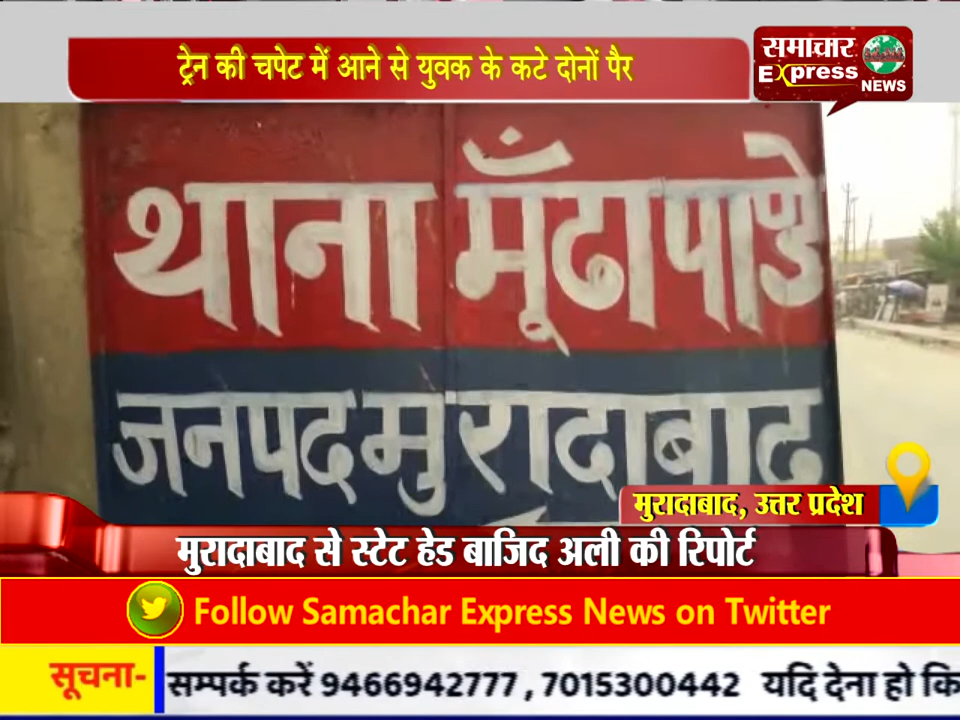 ट्रेन की चपेट में आने से युवक के कटे दोनों पैर
समाचार
Express
NEWS
थाना मूँढापाण्डे
जनपद मुरादाबाद
मुरादाबाद, उत्तर प्रदेश
मुरादाबाद से स्टेट हेड बाजिद अली की रिपोर्ट
Follow Samachar Express News on Twitter
सूचना- सम्पर्क करें 9466942777 , 7015300442 यदि देना हो कि